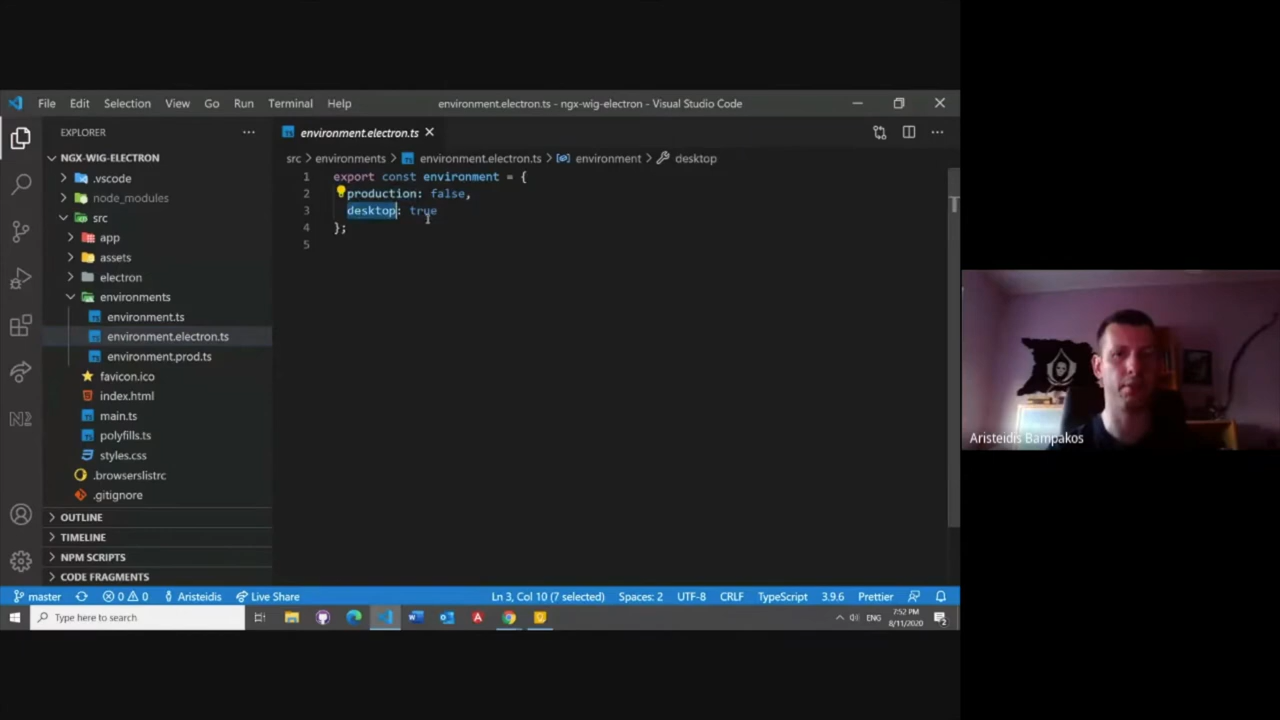 File Edit Selection View Go Run Terminal Help
environment.electron.ts - ngx-wig-electron - Visual Studio Code
EXPLORER
environment.electron.ts
NGX-WIG-ELECTRON
src > environments > environment.electron.ts > environment > desktop
.vscode
node_modules
src
app
assets
electron
environments
environment.ts
environment.electron.ts
environment.prod.ts
favicon.ico
index.html
main.ts
polyfills.ts
styles.css
.browserslistrc
.gitignore
OUTLINE
TIMELINE
NPM SCRIPTS
CODE FRAGMENTS
1 export const environment = {
2 production: false,
3 desktop: true
4 };
5
master
0 0
Aristeidis
Live Share
Ln 3, Col 10 (7 selected)
Spaces: 2
UTF-8
CRLF
TypeScript
3.9.6
Prettier
Type here to search
ENG
7:52 PM
8/11/2020
Aristeidis Bampakos